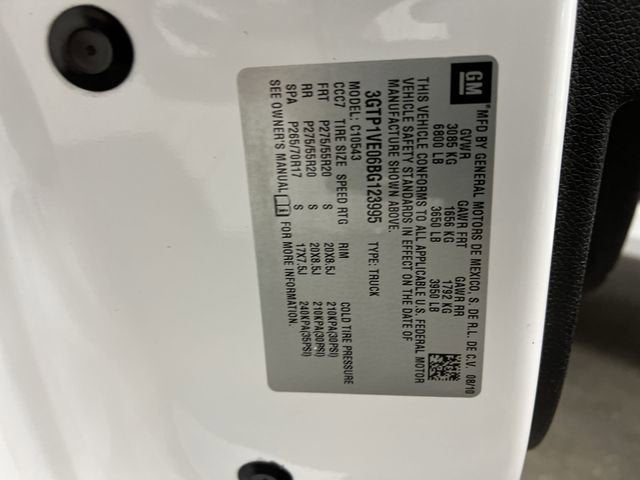 GM
MFD BY GENERAL MOTORS DE MEXICO, S. DE R.L. DE C.V. 08/10
GVWR GAWR FRT GAWR RR
3085 KG 1656 KG 1792 KG
6800 LB 3650 LB 3950 LB
THIS VEHICLE CONFORMS TO ALL APPLICABLE U.S. FEDERAL MOTOR
VEHICLE SAFETY STANDARDS IN EFFECT ON THE DATE OF
MANUFACTURE SHOWN ABOVE.
3GTP1VE06BG123995 TYPE: TRUCK
MODEL: C10543
CCC7 TIRE SIZE SPEED RTG RIM COLD TIRE PRESSURE
FRT P275/55R20 S 20X8.5J 210KPA(30PSI)
RR P275/55R20 S 20X8.5J 210KPA(30PSI)
SPA P265/70R17 S 17X7.5J 240KPA(35PSI)
SEE OWNER'S MANUAL FOR MORE INFORMATION.